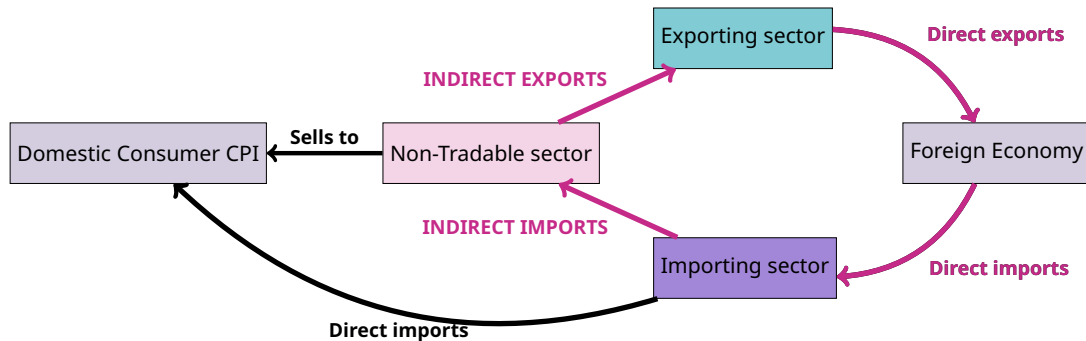 Exporting sector
Direct exports
INDIRECT EXPORTS
Sells to
Domestic Consumer CPI
Non-Tradable sector
Foreign Economy
INDIRECT IMPORTS
Importing sector
Direct imports
Direct imports